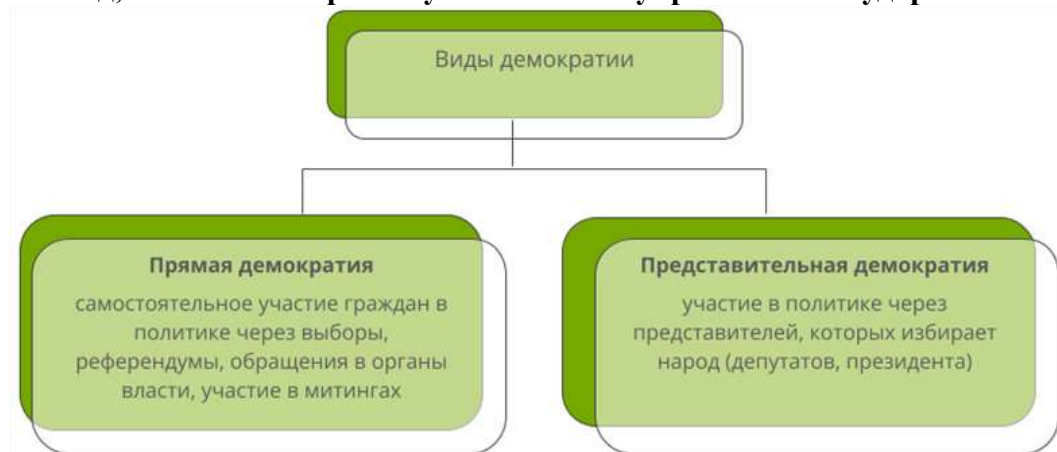 Виды демократии
Прямая демократия
самостоятельное участие граждан в
политике через выборы,
референдумы, обращения в органы
власти, участие в митингах
Представительная демократия
участие в политике через
представителей, которых избирает
народ (депутатов, президента)